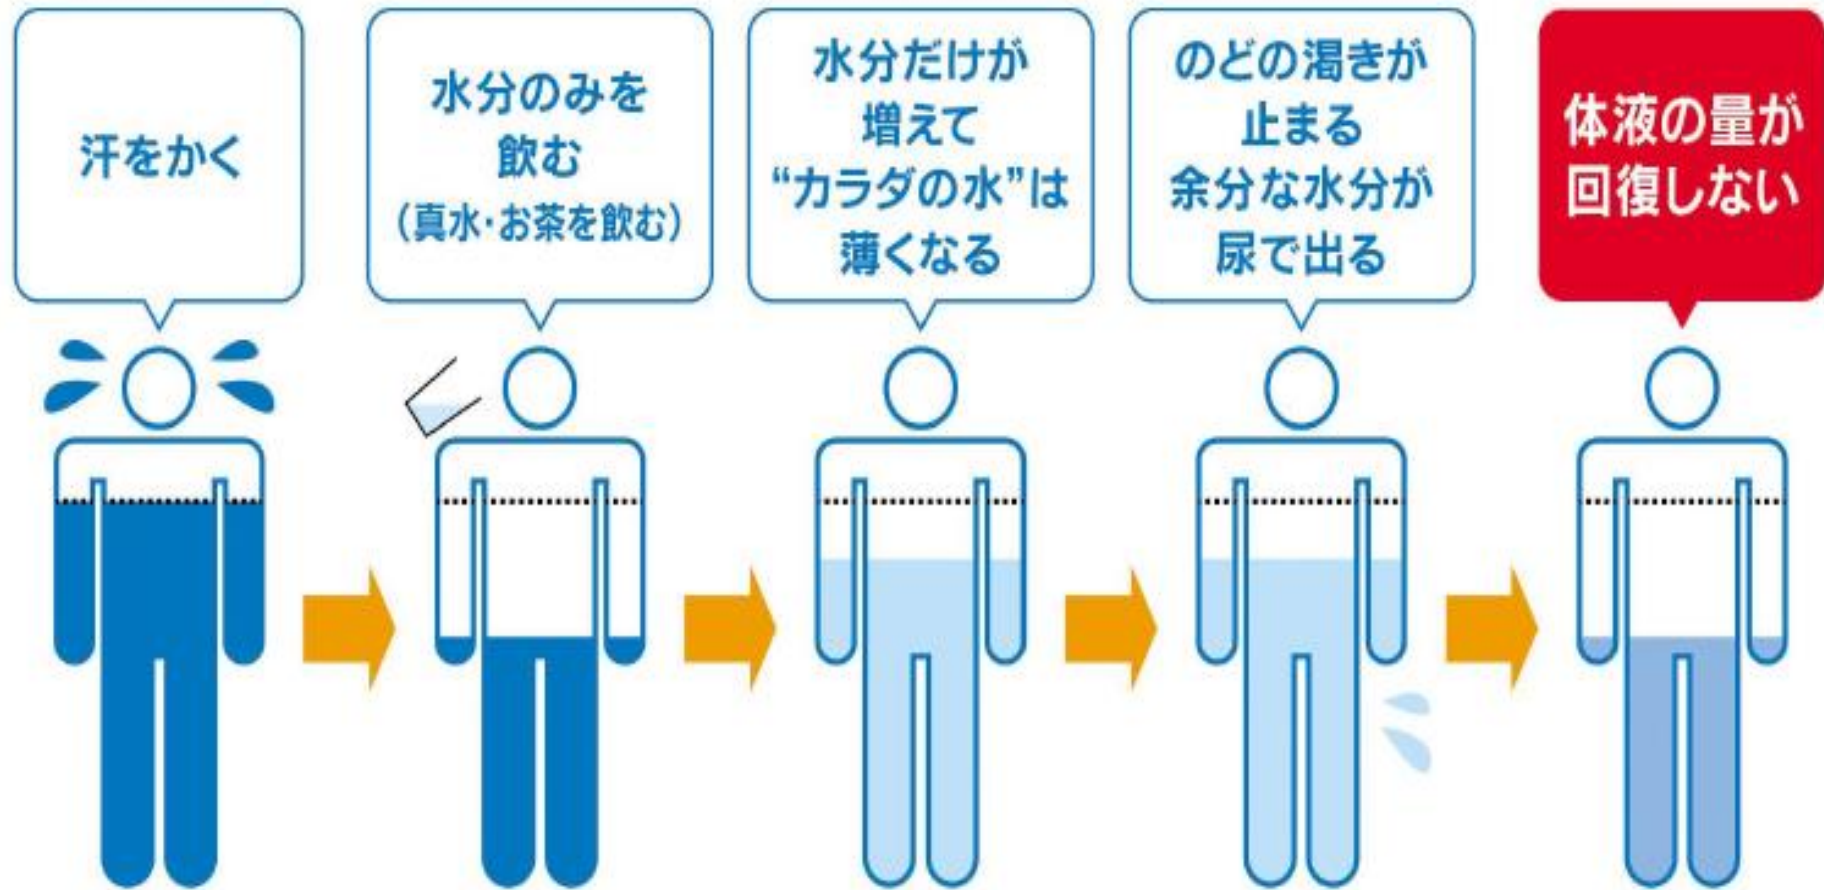 汗をかく
水分のみを
飲む
（真水・お茶を飲む）
水分だけが
増えて
“カラダの水”は
薄くなる
のどの渇きが
止まる
余分な水分が
尿で出る
体液の量が
回復しない